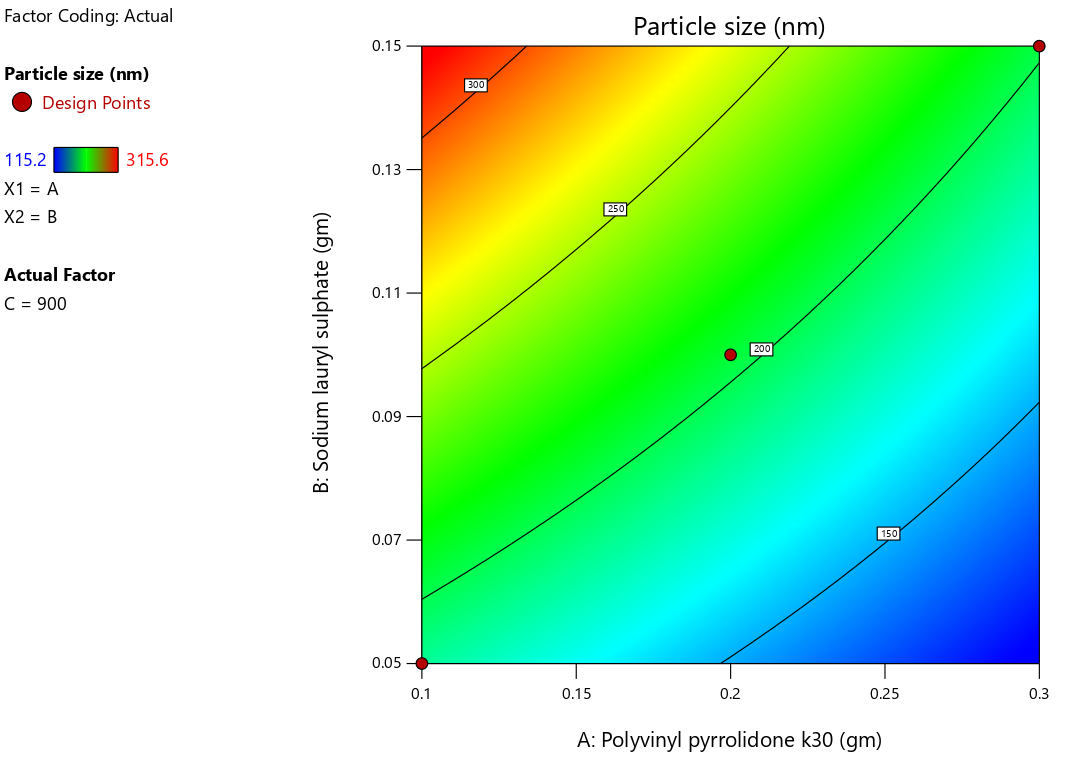 Factor Coding: Actual
Particle size (nm)
Design Points
115.2 315.6
X1 = A
X2 = B
Actual Factor
C = 900
Particle size (nm)
B: Sodium lauryl sulphate (gm)
0.15
0.13
0.11
0.09
0.07
0.05
300
250
200
150
0.1 0.15 0.2 0.25 0.3
A: Polyvinyl pyrrolidone k30 (gm)